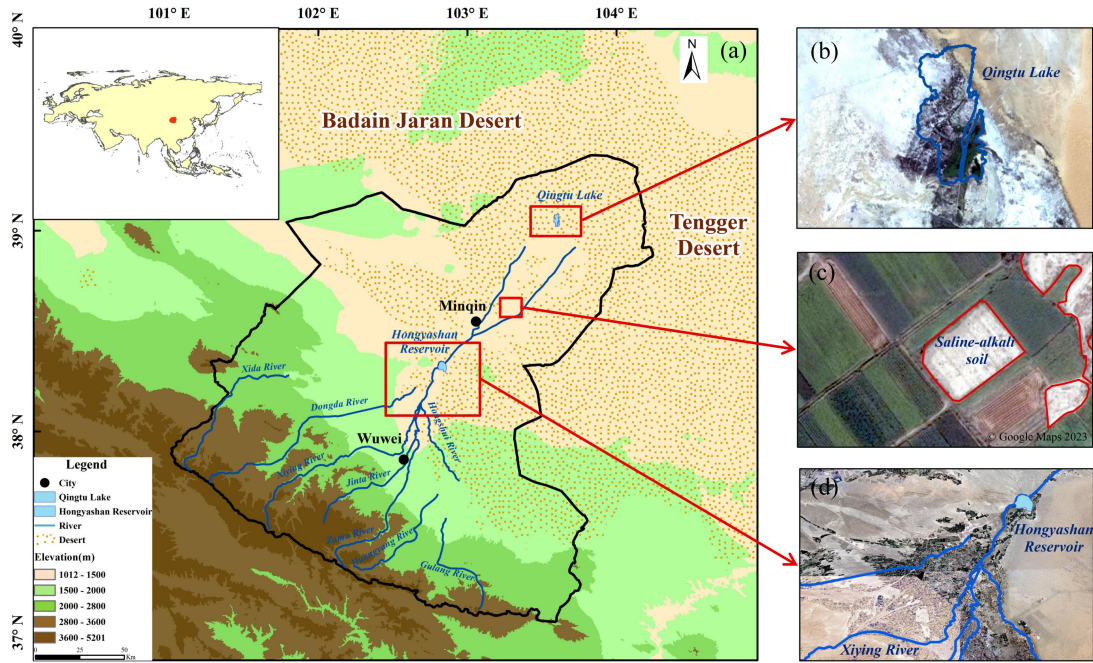 101° E
102° E
103° E
104° E
40° N
39° N
38° N
37° N
N
(a)
Badain Jaran Desert
Qingtu Lake
Tengger
Desert
Minqin
Hongyashan
Reservoir
Xida River
Dongda River
Hongshui River
Wuwei
Xiying River
Jinta River
Zamu River
Huangyang River
Gulang River
Legend
City
Qingtu Lake
Hongyashan Reservoir
River
Desert
Elevation(m)
1012 - 1500
1500 - 2000
2000 - 2800
2800 - 3600
3600 - 5201
0
25
50
Km
(b)
Qingtu Lake
(c)
Saline-alkali
soil
© Google Maps 2023
(d)
Hongyashan
Reservoir
Xiying River